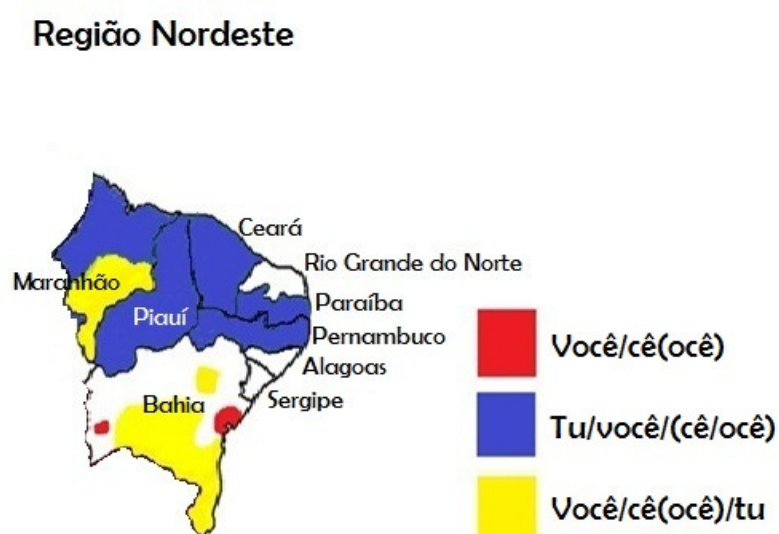 Região Nordeste
Ceará
Rio Grande do Norte
Maranhão
Piauí
Paraíba
Pernambuco
Alagoas
Sergipe
Bahia
Você/cê(ocê)
Tu/você/(cê/ocê)
Você/cê(ocê)/tu